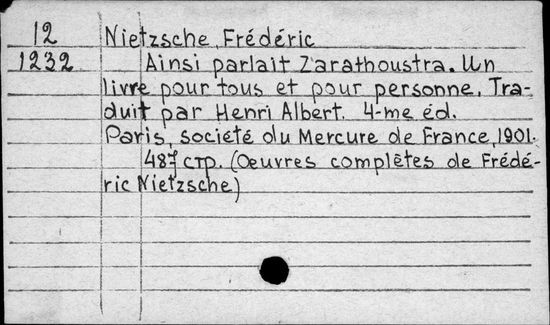 12 Nietzsche, Frédéric
1232 Ainsi parlait Zarathoustra. Un
livre pour tous et pour personne. Tra-
duit par Henri Albert. 4-me éd.
Paris, société du Mercure de France, 1901.
487 стр. (Oeuvres complètes de Frédé-
ric Nietzsche)